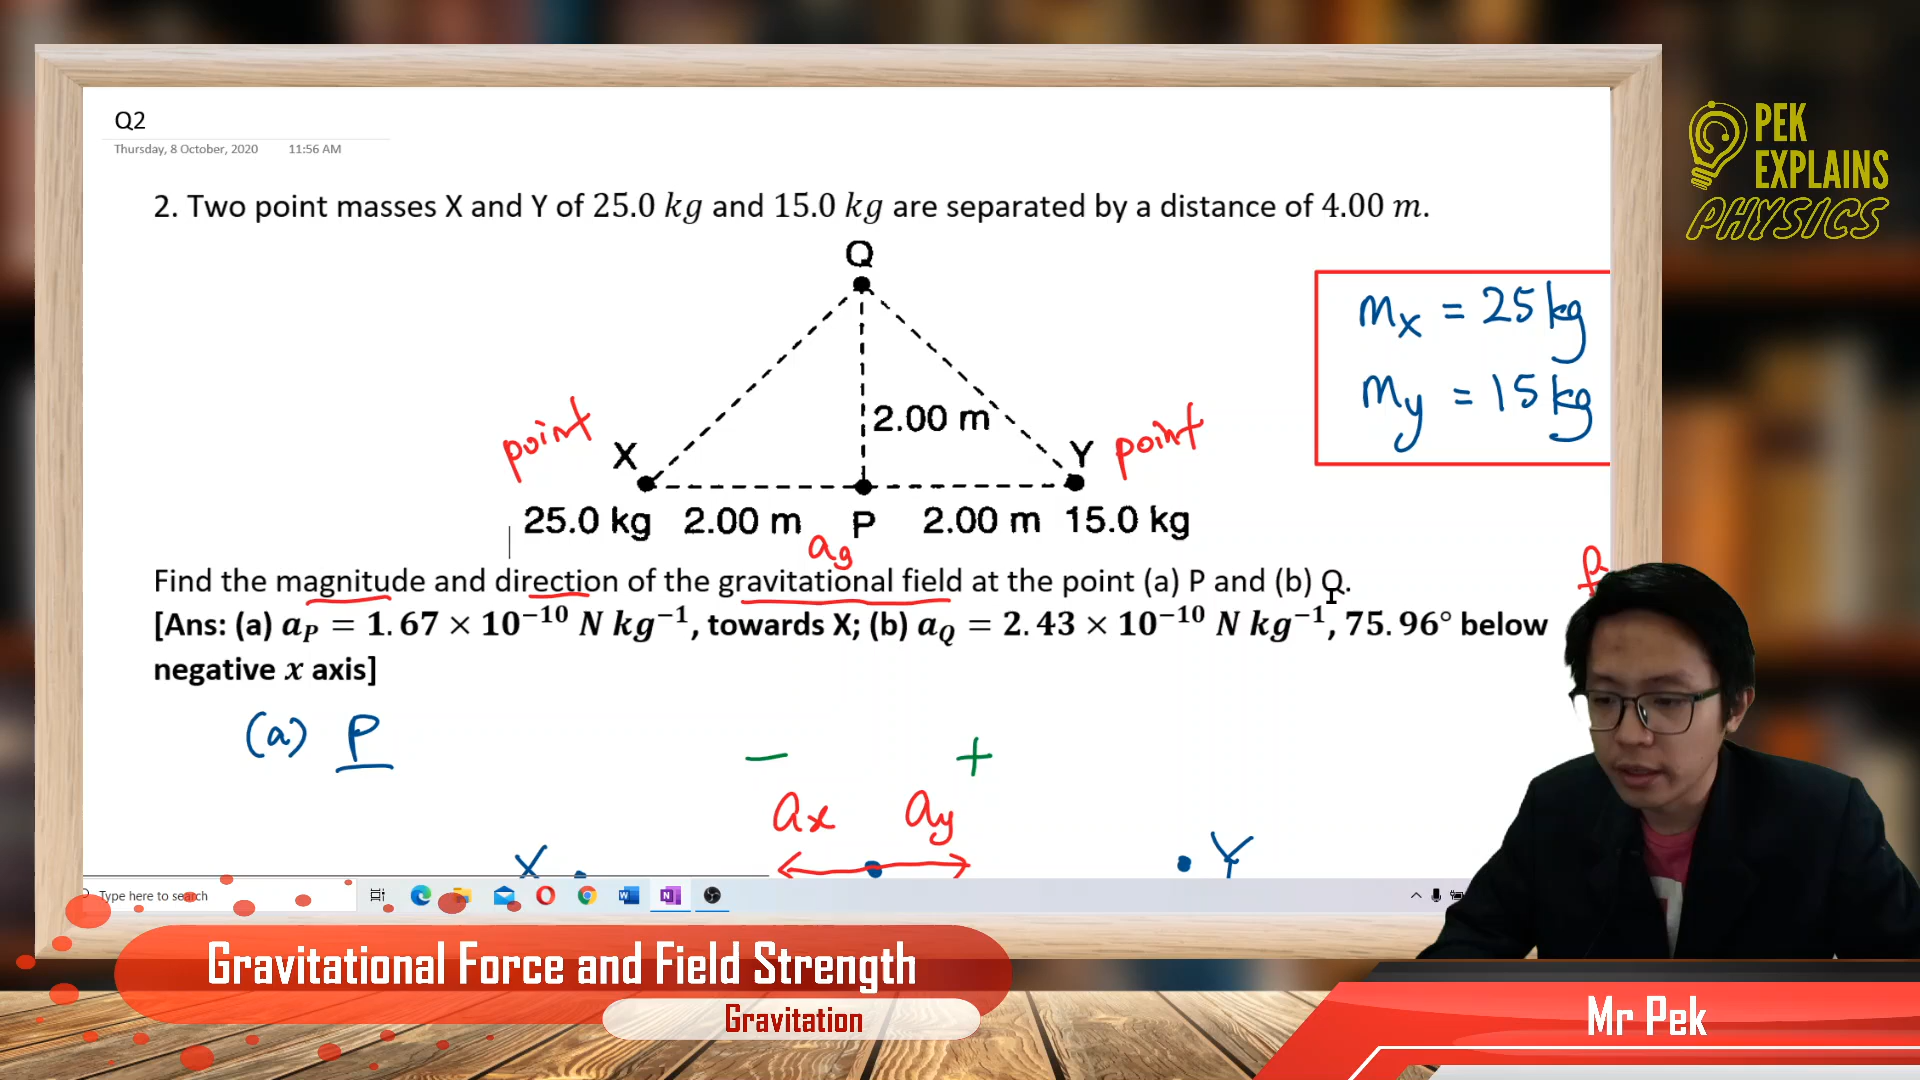 Q2
Thursday, 8 October, 2020 11:56 AM
2. Two point masses X and Y of 25.0 kg and 15.0 kg are separated by a distance of 4.00 m.
Q
2.00 m
X
Y
point
point
25.0 kg 2.00 m P 2.00 m 15.0 kg
mx = 25 kg
my = 15 kg
ag
Find the magnitude and direction of the gravitational field at the point (a) P and (b) Q.
[Ans: (a) aP = 1.67 × 10⁻¹⁰ N kg⁻¹, towards X; (b) aQ = 2.43 × 10⁻¹⁰ N kg⁻¹, 75.96° below
negative x axis]
(a) P
− +
ax ay
X Y
Type here to search
PEK
EXPLAINS
PHYSICS
Gravitational Force and Field Strength
Gravitation
Mr Pek